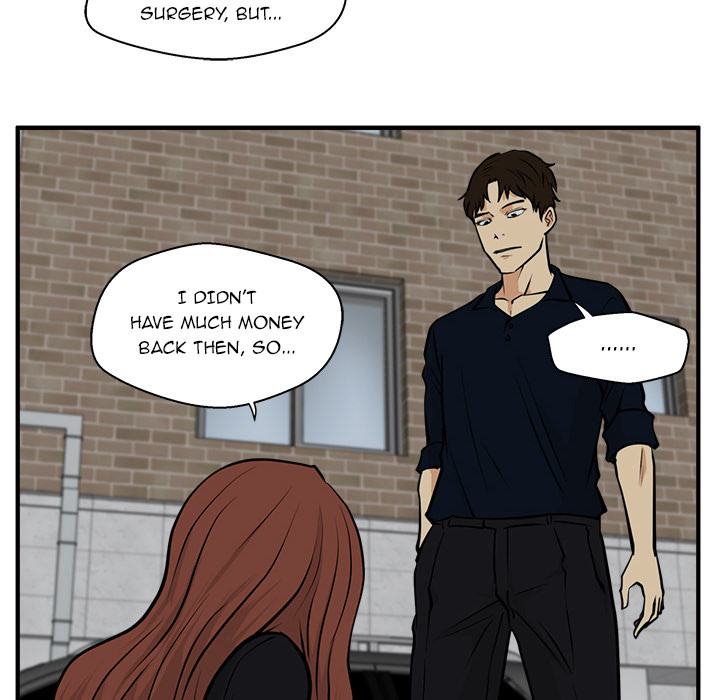 SURGERY, BUT...
I DIDN'T
HAVE MUCH MONEY
BACK THEN, SO...
......